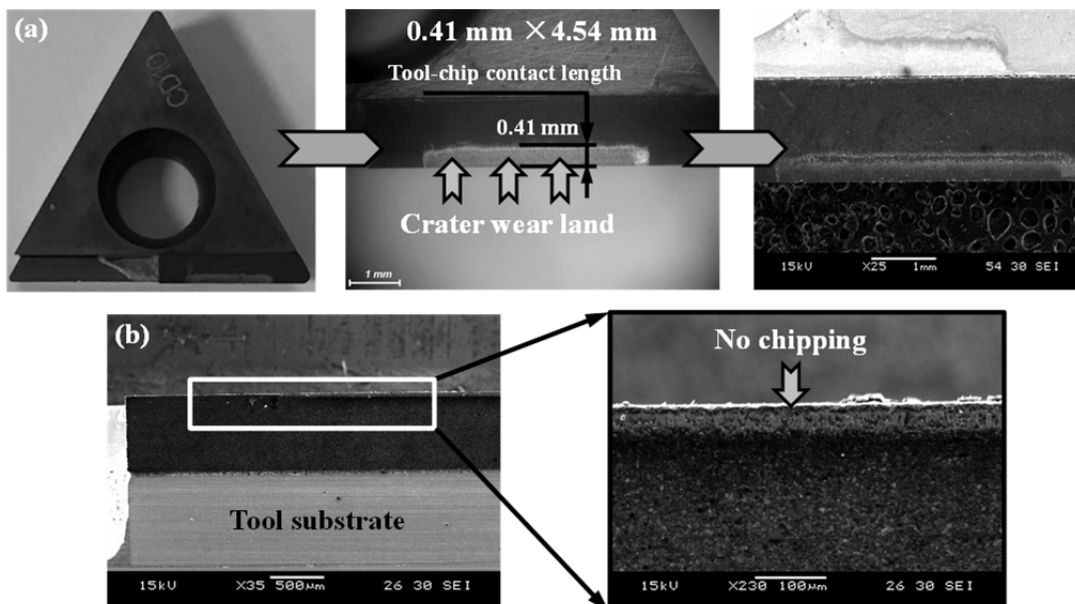 (a)
CD10
0.41 mm ×4.54 mm
Tool-chip contact length
0.41 mm
Crater wear land
1 mm
15kV X25 1mm 54 30 SEI
(b)
Tool substrate
15kV X35 500μm 26 30 SEI
No chipping
15kV X230 100μm 26 30 SEI